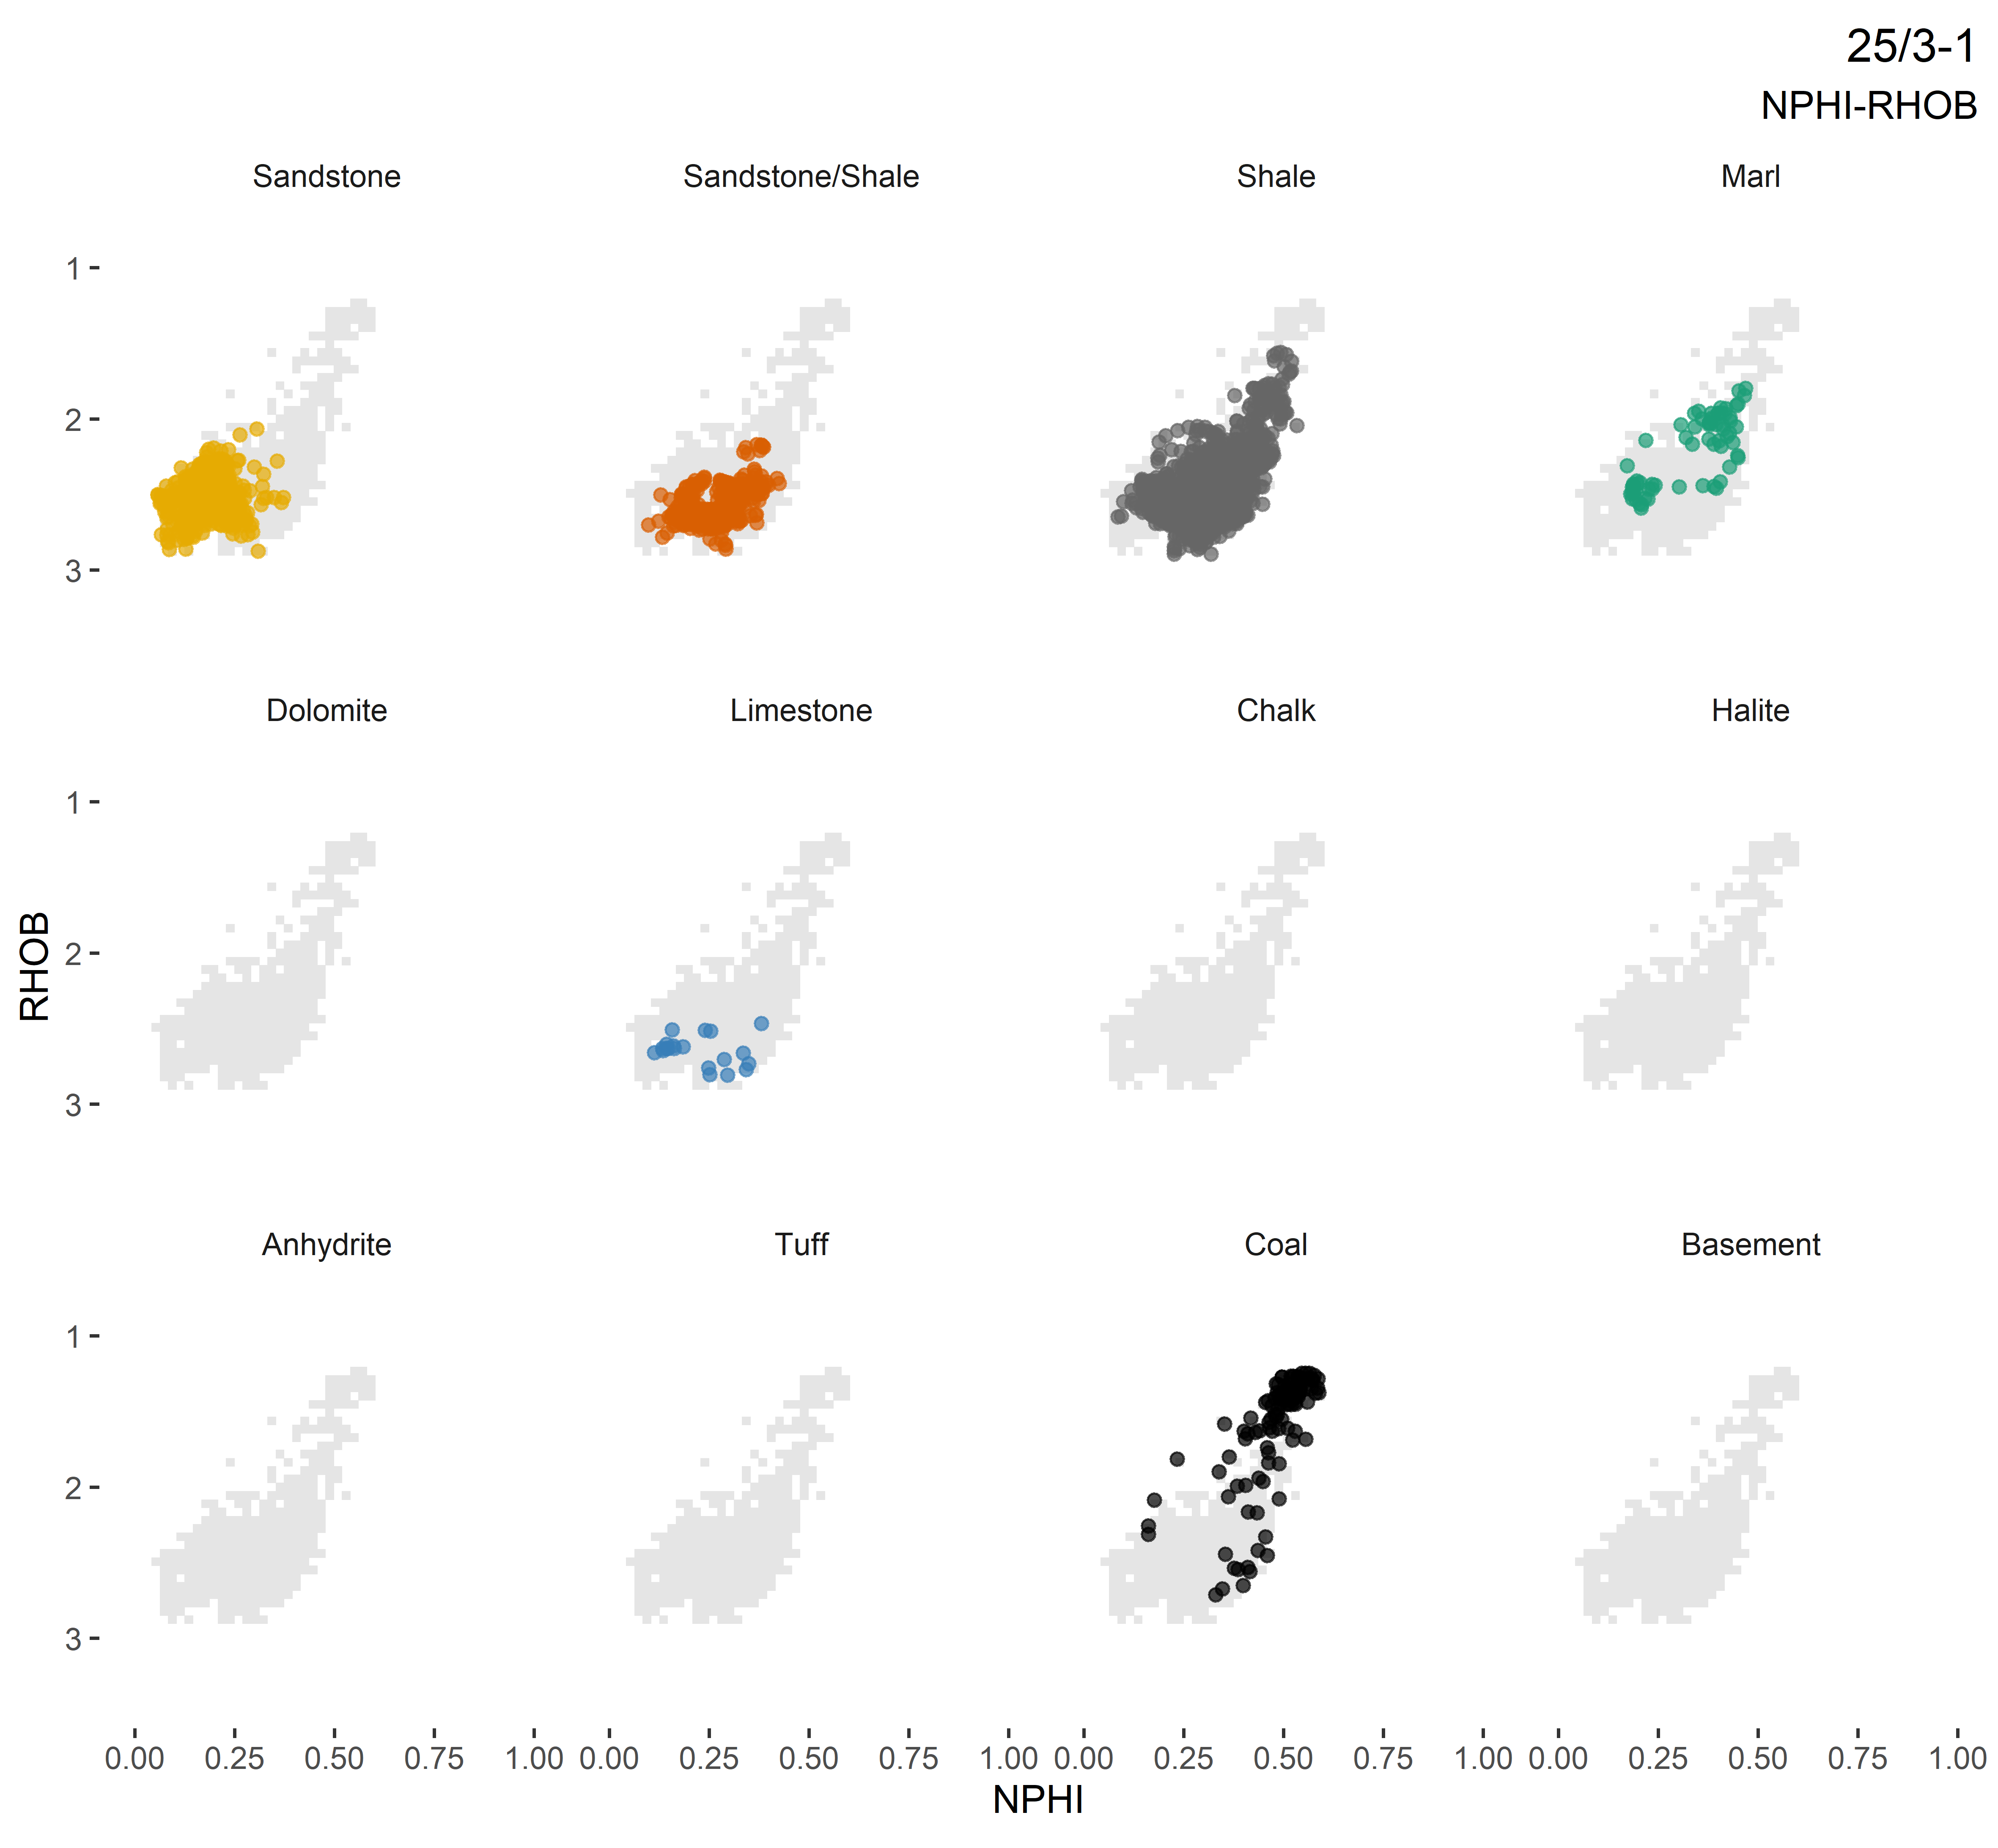 25/3-1
NPHI-RHOB
Sandstone Sandstone/Shale Shale Marl
1
2
3
Dolomite Limestone Chalk Halite
1
2
3
RHOB
Anhydrite Tuff Coal Basement
1
2
3
0.00 0.25 0.50 0.75 1.00 0.00 0.25 0.50 0.75 1.00 0.00 0.25 0.50 0.75 1.00 0.00 0.25 0.50 0.75 1.00
NPHI